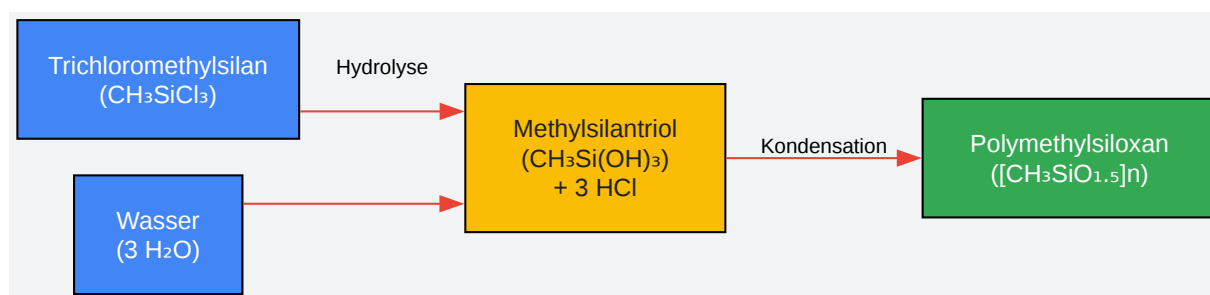 Trichloromethylsilan
(CH₃SiCl₃)
Hydrolyse
Wasser
(3 H₂O)
Methylsilantriol
(CH₃Si(OH)₃)
+ 3 HCl
Kondensation
Polymethylsiloxan
([CH₃SiO₁.₅]n)